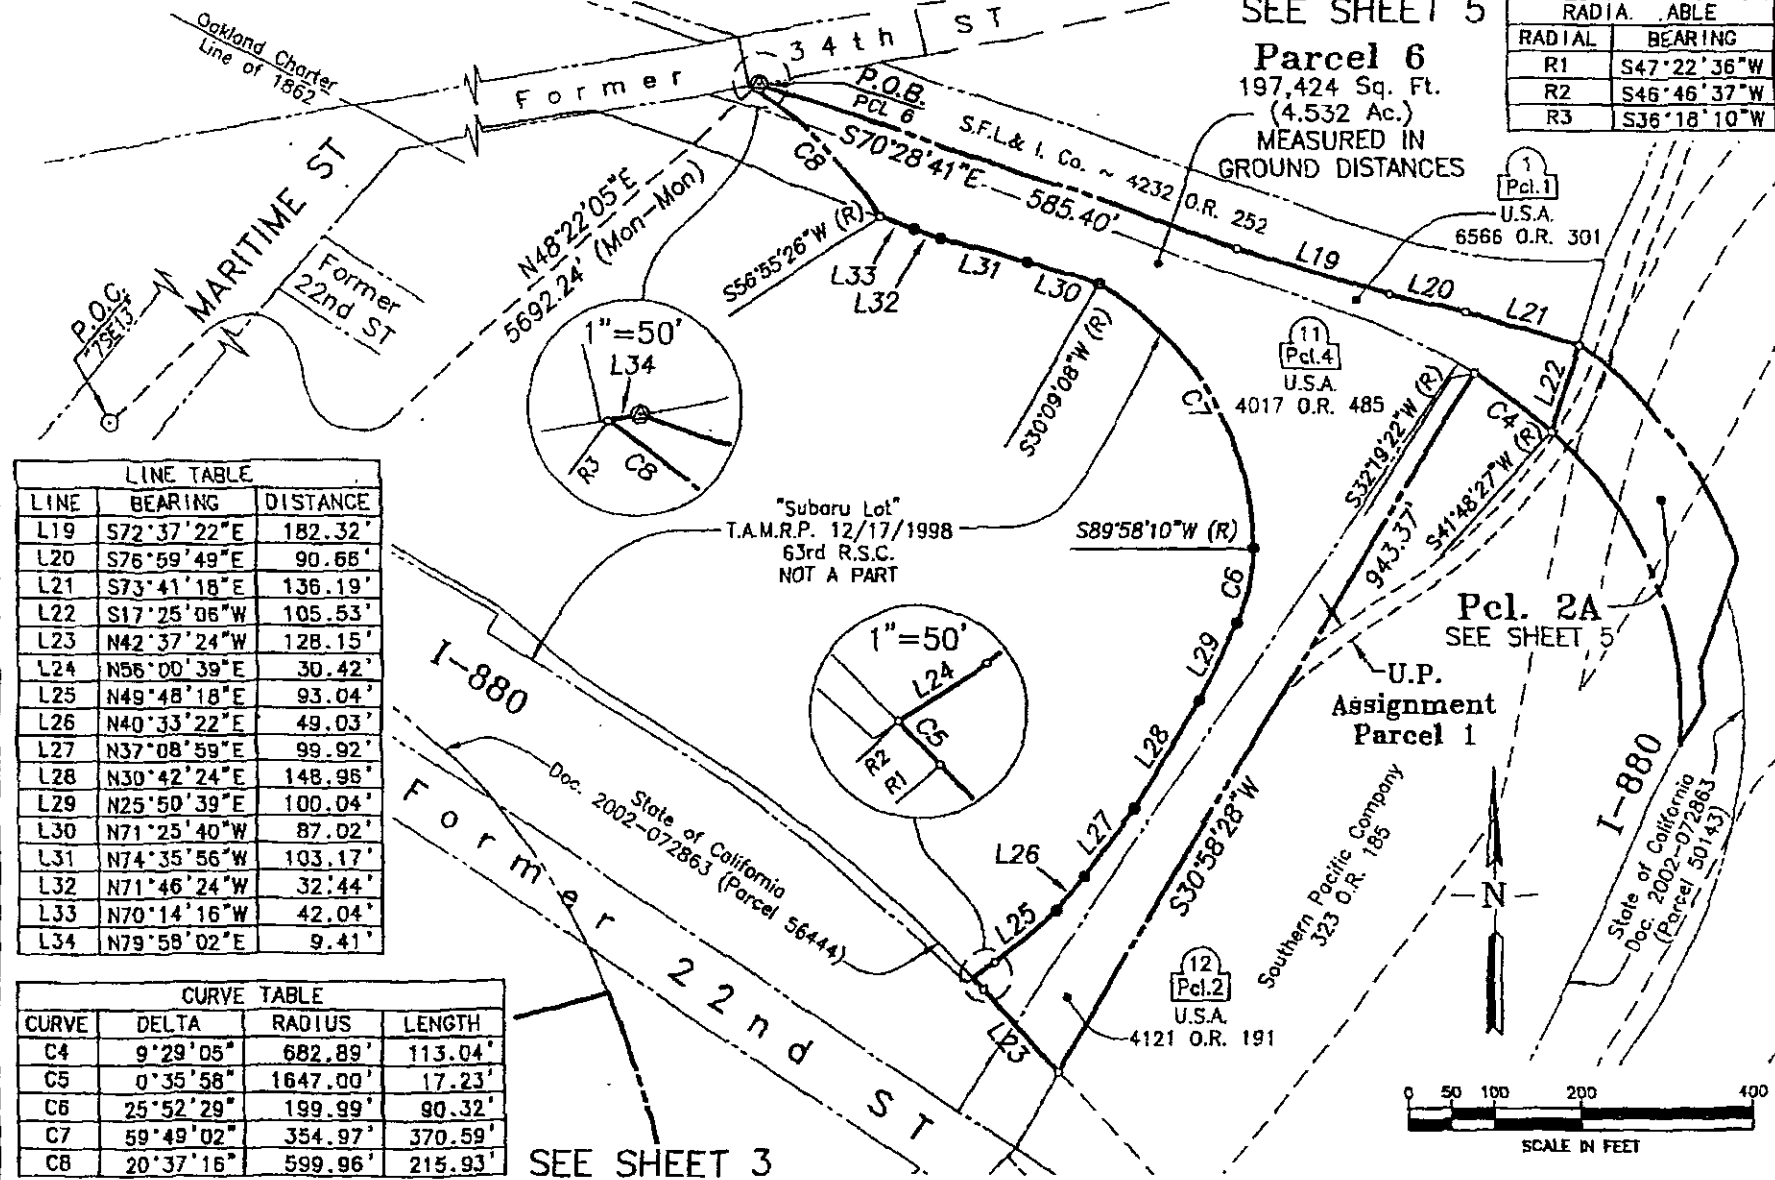 SEE SHEET 5
Parcel 6
197,424 Sq. Ft.
(4.532 Ac.)
MEASURED IN
GROUND DISTANCES
RADIA. .ABLE
RADIAL BEARING
R1 S47°22'36"W
R2 S46°46'37"W
R3 S36°18'10"W
Oakland Charter
Line of 1862
Former 34th ST
P.O.B.
PCL 6
S.F.L.& I. Co. ~ 4232 O.R. 252
S70°28'41"E 585.40'
C8
MARITIME ST
Former
22nd ST
P.O.C.
"7SE13"
N48°22'05"E
5692.24' (Mon-Mon)
S56°55'26"W (R)
L33
L32
L31
L30
L19
L20
L21
L22
1
Pcl.1
U.S.A.
6566 O.R. 301
11
Pcl.4
U.S.A.
4017 O.R. 485
1"=50'
L34
R3
C8
S30°09'08"W (R)
C7
S32°19'22"W (R)
C4
S41°48'27"W (R)
943.37'
"Subaru Lot"
T.A.M.R.P. 12/17/1998
63rd R.S.C.
NOT A PART
S89°58'10"W (R)
C6
Pcl. 2A
SEE SHEET 5
U.P.
Assignment
Parcel 1
LINE TABLE
LINE BEARING DISTANCE
L19 S72°37'22"E 182.32'
L20 S76°59'49"E 90.66'
L21 S73°41'18"E 136.19'
L22 S17°25'06"W 105.53'
L23 N42°37'24"W 128.15'
L24 N56°00'39"E 30.42'
L25 N49°48'18"E 93.04'
L26 N40°33'22"E 49.03'
L27 N37°08'59"E 99.92'
L28 N30°42'24"E 148.96'
L29 N25°50'39"E 100.04'
L30 N71°25'40"W 87.02'
L31 N74°35'56"W 103.17'
L32 N71°46'24"W 32.44'
L33 N70°14'16"W 42.04'
L34 N79°58'02"E 9.41'
1"=50'
L24
C5
R2
R1
I-880
L29
L28
L27
L26
L25
L23
S30°58'28"W
Southern Pacific Company
323 O.R. 185
I-880
State of California
Doc. 2002-072863
(Parcel 50143)
State of California
Doc. 2002-072863 (Parcel 56444)
Former 22nd ST
12
Pcl.2
U.S.A.
4121 O.R. 191
N
CURVE TABLE
CURVE DELTA RADIUS LENGTH
C4 9°29'05" 682.89' 113.04'
C5 0°35'58" 1647.00' 17.23'
C6 25°52'29" 199.99' 90.32'
C7 59°49'02" 354.97' 370.59'
C8 20°37'16" 599.96' 215.93'
SEE SHEET 3
0 50 100 200 400
SCALE IN FEET